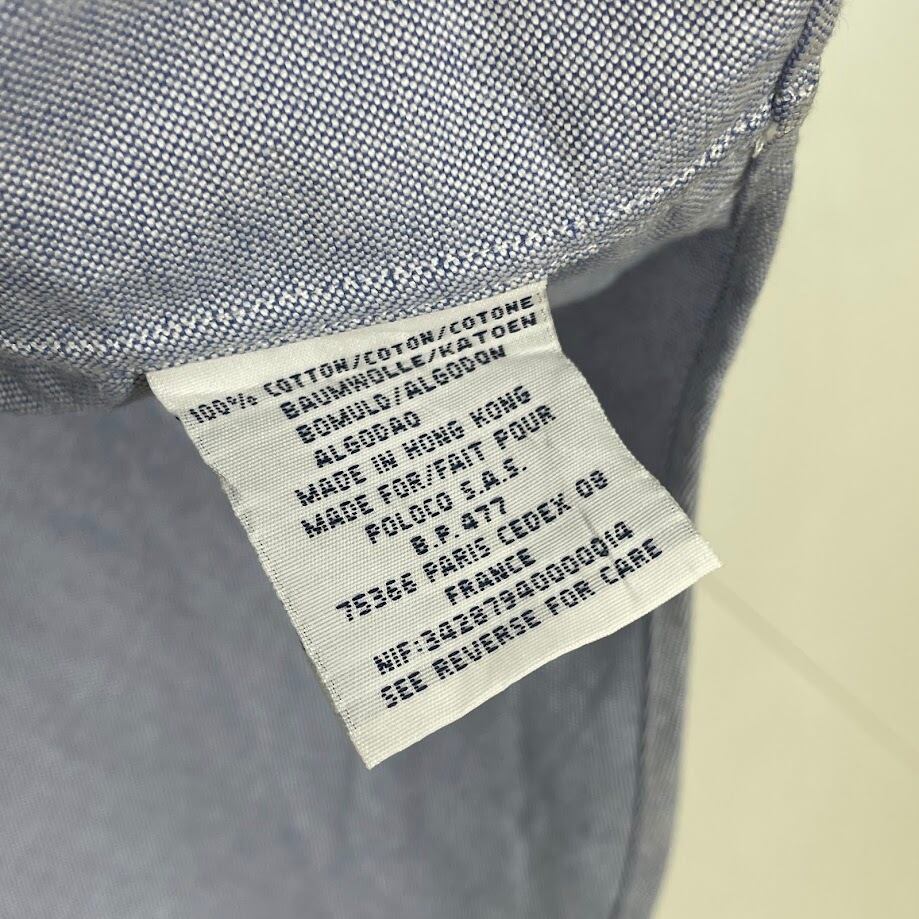 100% COTTON/COTON/COTONE
BAUMWOLLE/KATOEN
BOMULD/ALGODON
ALGODAO
MADE IN HONG KONG
MADE FOR/FAIT POUR
POLOCO S.A.S.
B.P.477
75366 PARIS CEDEX 08
FRANCE
NIF:34287940000014
SEE REVERSE FOR CARE